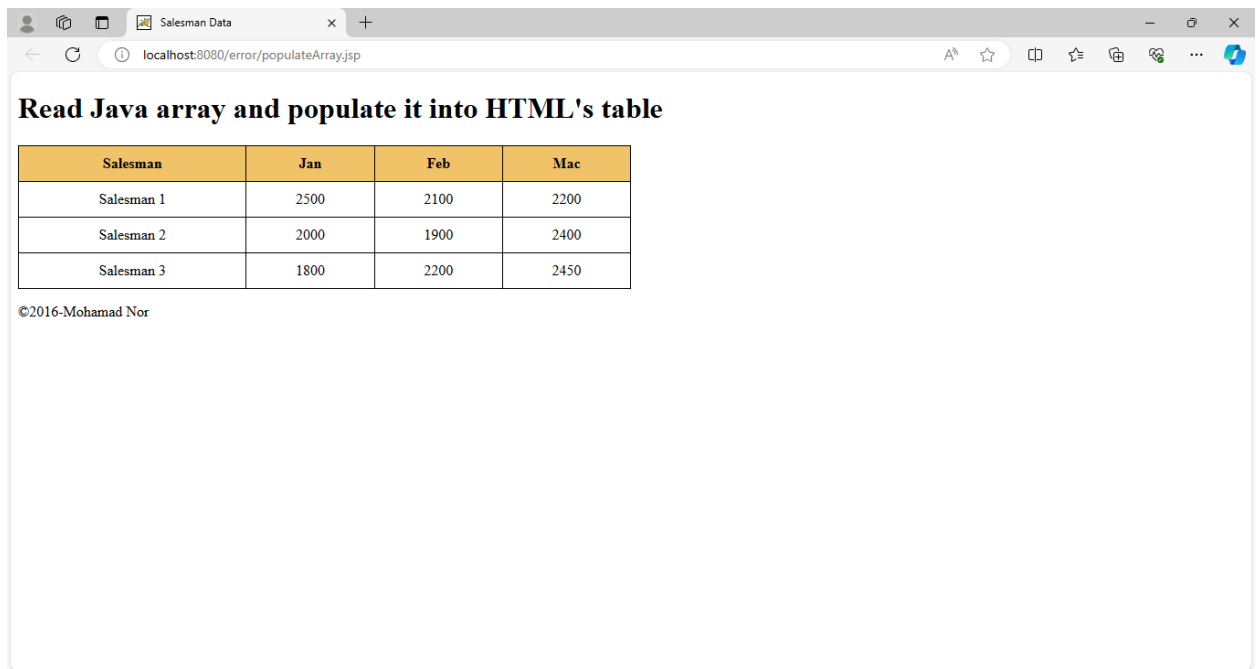 Salesman Data
localhost:8080/error/populateArray.jsp
Read Java array and populate it into HTML's table
Salesman Jan Feb Mac
Salesman 1 2500 2100 2200
Salesman 2 2000 1900 2400
Salesman 3 1800 2200 2450
©2016-Mohamad Nor